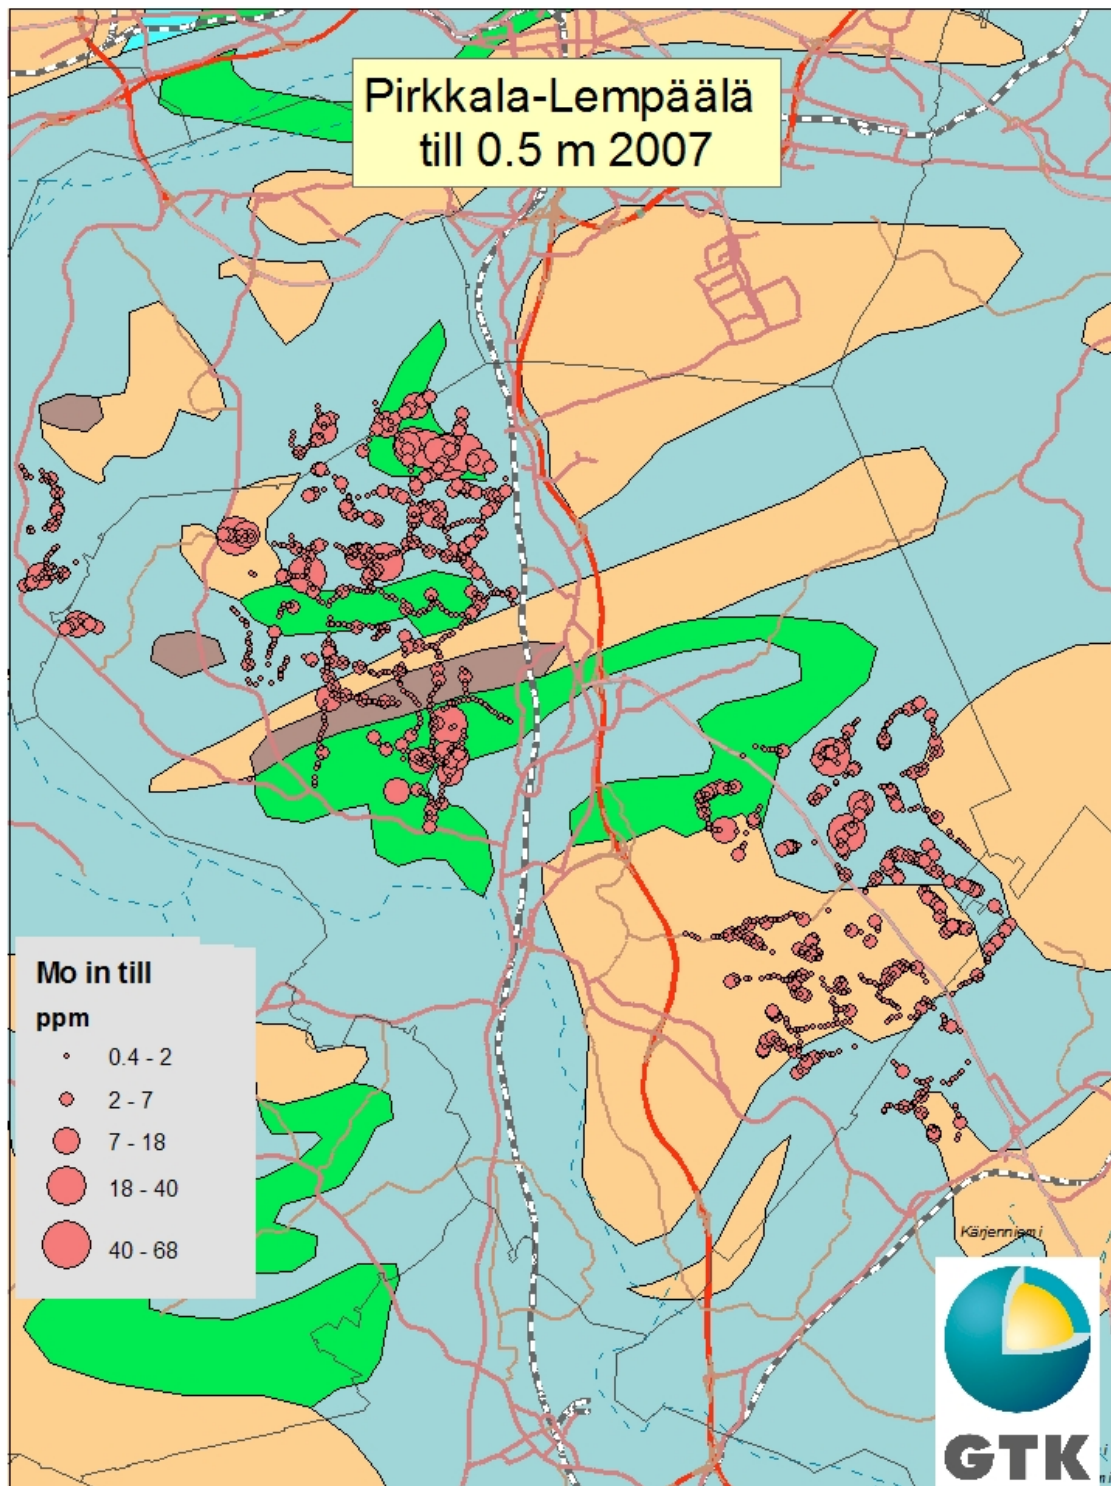 Pirkkala-Lempäälä
till 0.5 m 2007
Mo in till
ppm
0.4 - 2
2 - 7
7 - 18
18 - 40
40 - 68
Kärjenniemi
GTK